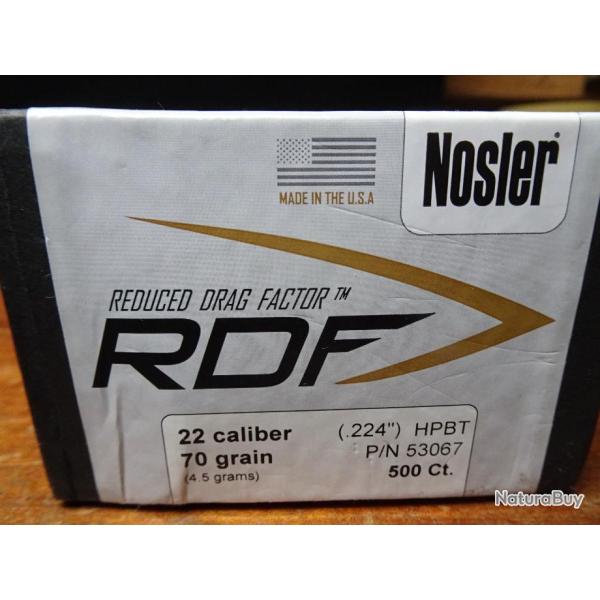 Nosler®
MADE IN THE U.S.A
REDUCED DRAG FACTOR™
RDF
22 caliber (.224") HPBT
70 grain P/N 53067
(4.5 grams) 500 Ct.
NaturaBuy